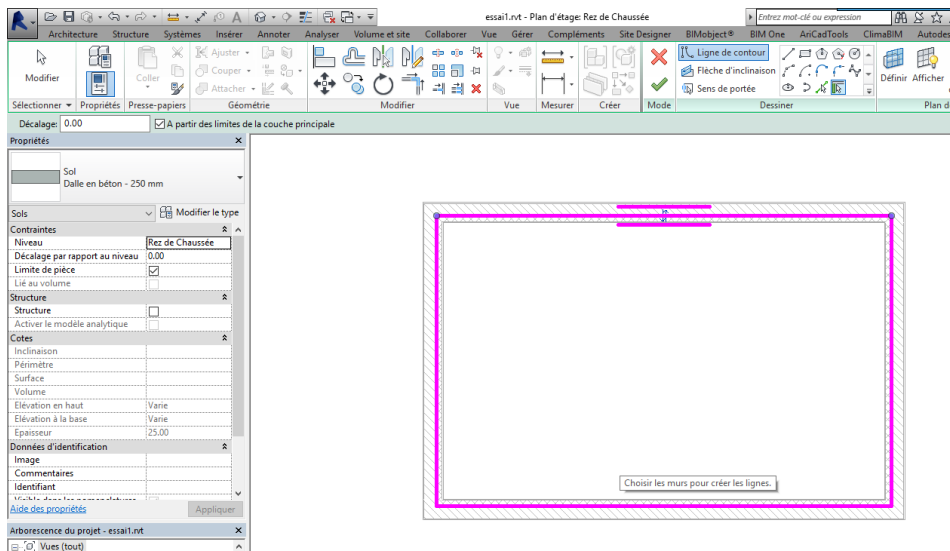 essai1.rvt - Plan d'étage: Rez de Chaussée
Entrez mot-clé ou expression
Architecture Structure Systèmes Insérer Annoter Analyser Volume et site Collaborer Vue Gérer Compléments Site Designer BIMobject® BIM One AriCadTools ClimaBIM Autodes
Modifier
Coller
Ajuster
Couper
Attacher
Ligne de contour
Flèche d'inclinaison
Sens de portée
Définir Afficher
Sélectionner Propriétés Presse-papiers Géométrie Modifier Vue Mesurer Créer Mode Dessiner Plan d
Décalage: 0.00 A partir des limites de la couche principale
Propriétés
Sol
Dalle en béton - 250 mm
Sols Modifier le type
Contraintes
Niveau Rez de Chaussée
Décalage par rapport au niveau 0.00
Limite de pièce
Lié au volume
Structure
Structure
Activer le modèle analytique
Cotes
Inclinaison
Périmètre
Surface
Volume
Elévation en haut Varie
Elévation à la base Varie
Epaisseur 25.00
Données d'identification
Image
Commentaires
Identifiant
Aide des propriétés Appliquer
Arborescence du projet - essai1.rvt
Vues (tout)
Choisir les murs pour créer les lignes.